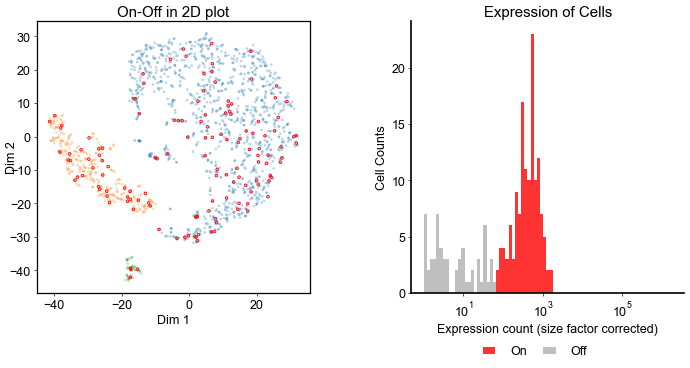 On-Off in 2D plot
30
20
10
0
−10
−20
−30
−40
Dim 2
−40 −20 0 20
Dim 1
Expression of Cells
20
15
10
5
0
Cell Counts
10^1 10^3 10^5
Expression count (size factor corrected)
On Off